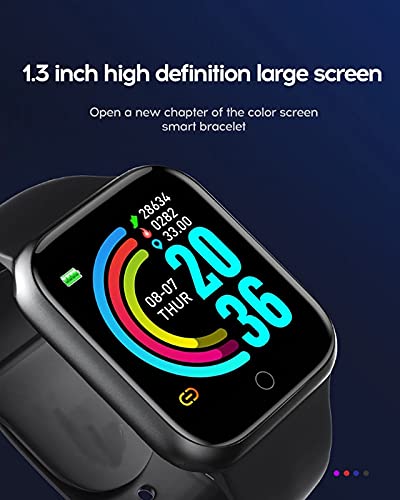 1.3 inch high definition large screen
Open a new chapter of the color screen
smart bracelet
28634
0282
33.00
08-07
THUR
20
36